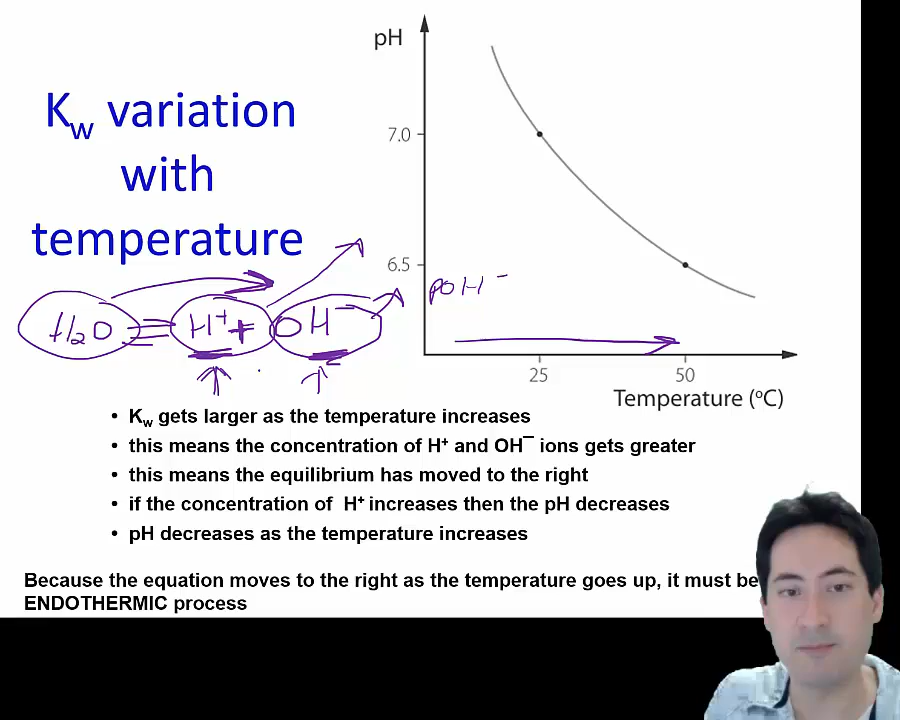 K_w variation
with
temperature
pH
7.0
6.5
25
50
Temperature (°C)
H₂O ⇌ H⁺ + OH⁻
pOH⁻
• K_w gets larger as the temperature increases
• this means the concentration of H⁺ and OH⁻ ions gets greater
• this means the equilibrium has moved to the right
• if the concentration of H⁺ increases then the pH decreases
• pH decreases as the temperature increases
Because the equation moves to the right as the temperature goes up, it must be
ENDOTHERMIC process